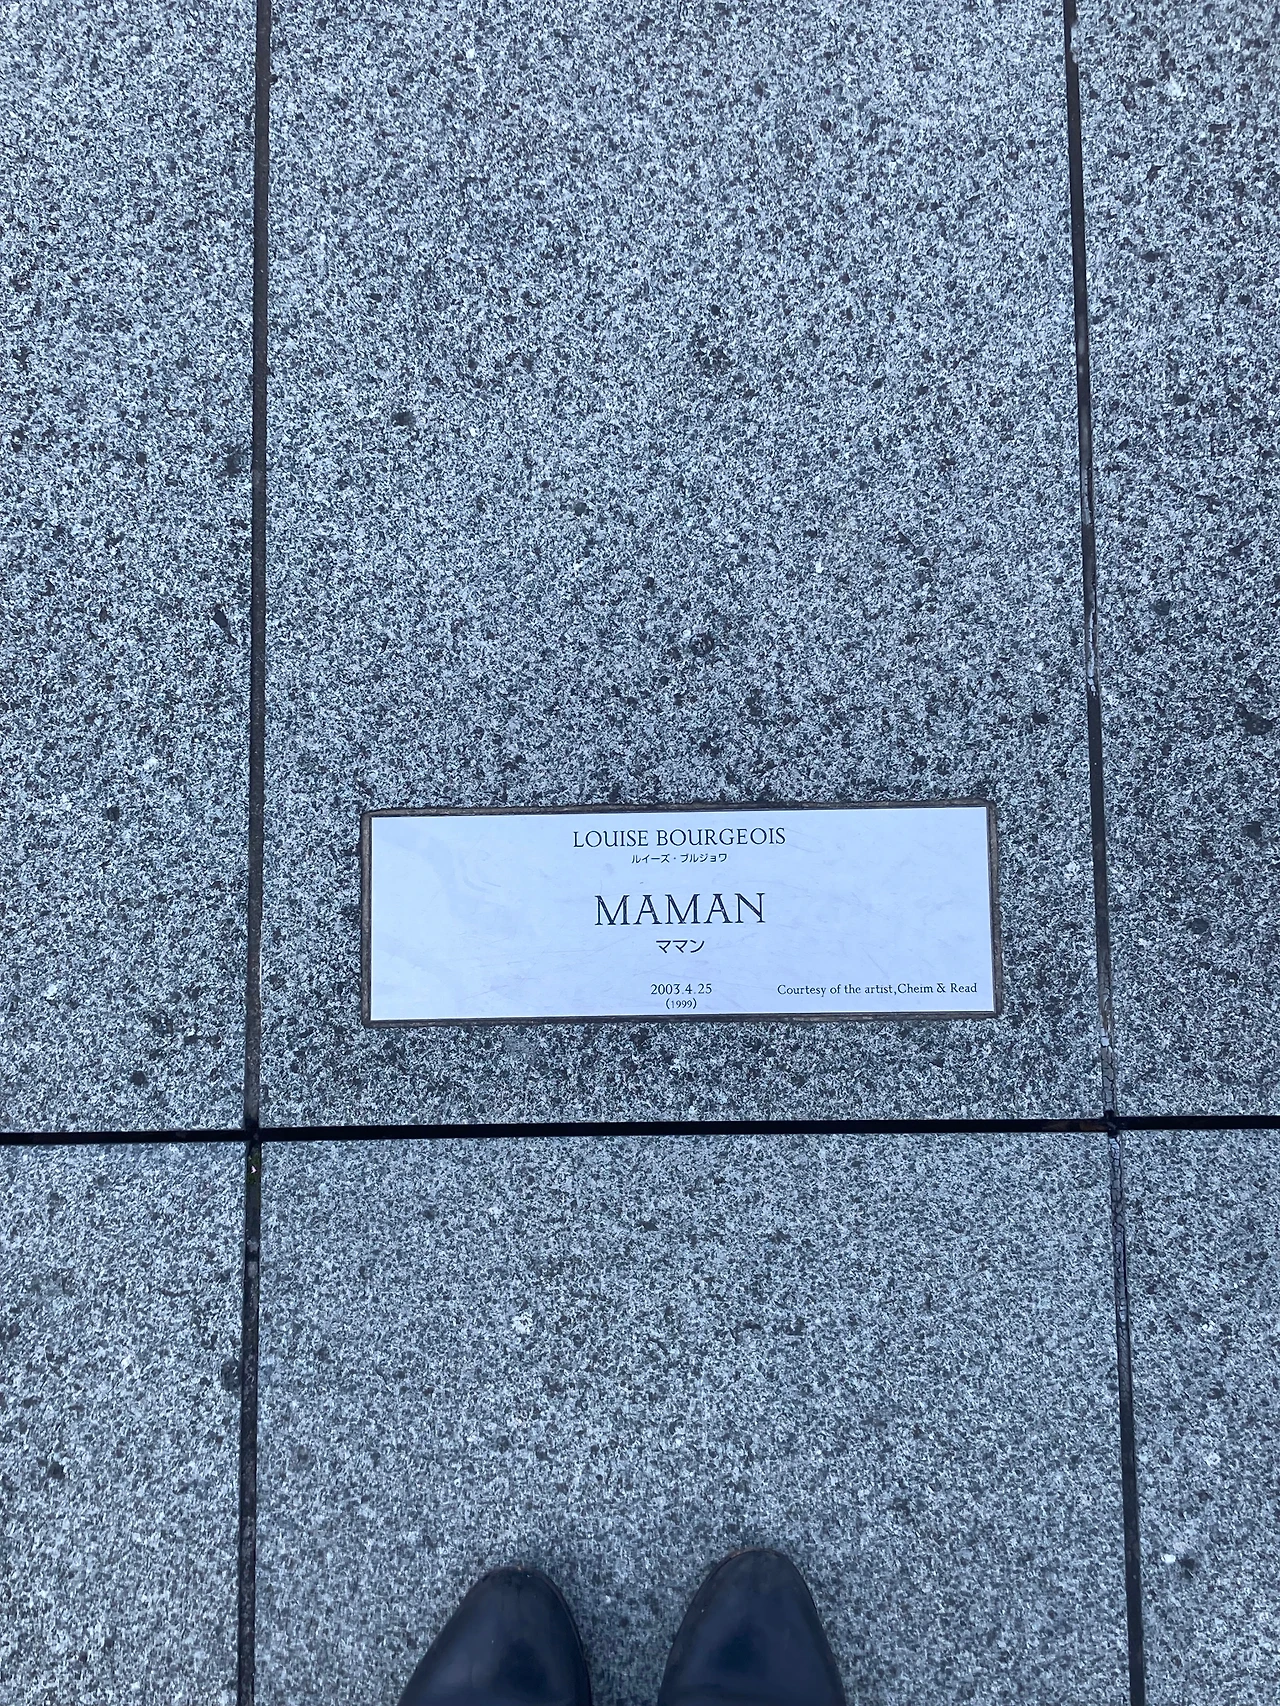 LOUISE BOURGEOIS
ルイーズ・ブルジョワ
MAMAN
ママン
2003.4.25
(1999)
Courtesy of the artist,Cheim & Read